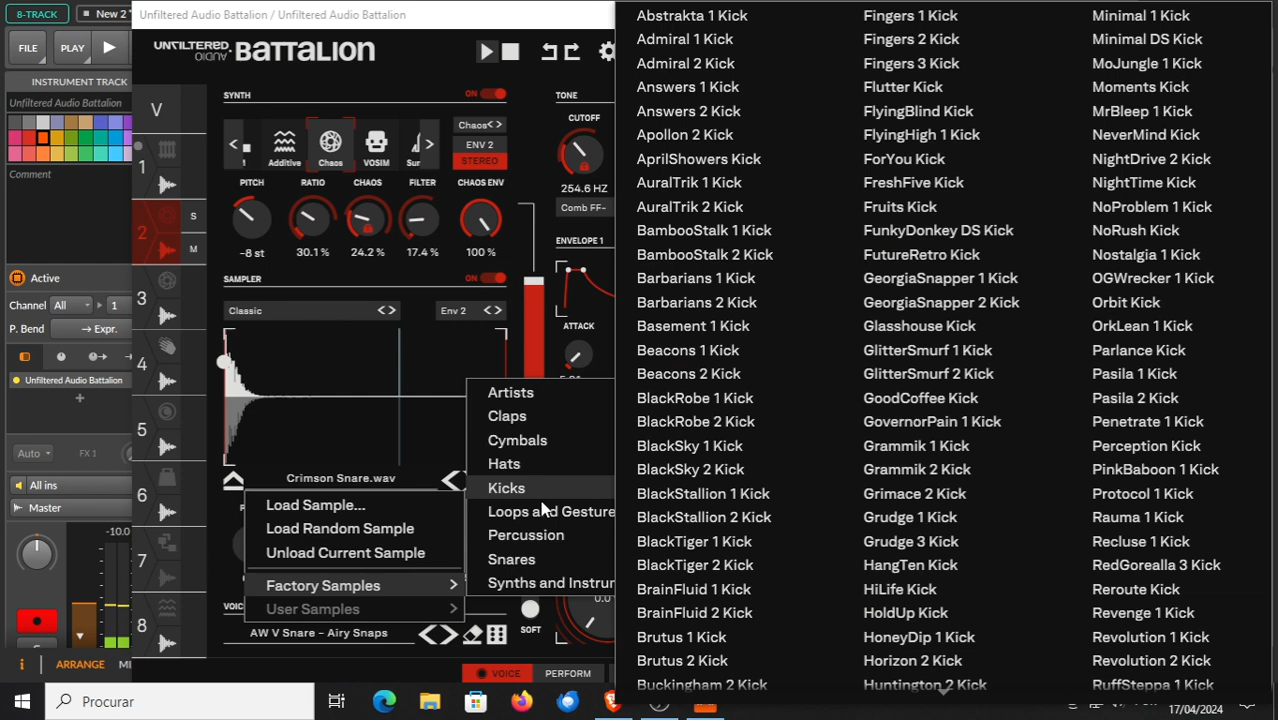 8-TRACK
New 2
FILE
PLAY
INSTRUMENT TRACK
Unfiltered Audio Battalion
Comment
Active
Channel
All
1
P. Bend
→ Expr.
Unfiltered Audio Battalion
Auto
FX 1
All ins
Master
-10.0
ARRANGE
Unfiltered Audio Battalion / Unfiltered Audio Battalion
UNFILTERED
AUDIO
BATTALION
V
1
2
S
M
3
4
5
6
7
8
SYNTH
ON
Additive
Chaos
VOSIM
Chaos
ENV 2
STEREO
PITCH
RATIO
CHAOS
FILTER
CHAOS ENV
-8 st
30.1 %
24.2 %
17.4 %
100 %
SAMPLER
ON
Classic
Env 2
Crimson Snare.wav
TONE
CUTOFF
254.6 HZ
Comb FF-
ENVELOPE 1
ATTACK
SOFT
AW V Snare - Airy Snaps
VOICE
PERFORM
Load Sample...
Load Random Sample
Unload Current Sample
Factory Samples
User Samples
Artists
Claps
Cymbals
Hats
Kicks
Loops and Gesture
Percussion
Snares
Synths and Instrur
Abstrakta 1 Kick
Admiral 1 Kick
Admiral 2 Kick
Answers 1 Kick
Answers 2 Kick
Apollon 2 Kick
AprilShowers Kick
AuralTrik 1 Kick
AuralTrik 2 Kick
BambooStalk 1 Kick
BambooStalk 2 Kick
Barbarians 1 Kick
Barbarians 2 Kick
Basement 1 Kick
Beacons 1 Kick
Beacons 2 Kick
BlackRobe 1 Kick
BlackRobe 2 Kick
BlackSky 1 Kick
BlackSky 2 Kick
BlackStallion 1 Kick
BlackStallion 2 Kick
BlackTiger 1 Kick
BlackTiger 2 Kick
BrainFluid 1 Kick
BrainFluid 2 Kick
Brutus 1 Kick
Brutus 2 Kick
Buckingham 2 Kick
Fingers 1 Kick
Fingers 2 Kick
Fingers 3 Kick
Flutter Kick
FlyingBlind Kick
FlyingHigh 1 Kick
ForYou Kick
FreshFive Kick
Fruits Kick
FunkyDonkey DS Kick
FutureRetro Kick
GeorgiaSnapper 1 Kick
GeorgiaSnapper 2 Kick
Glasshouse Kick
GlitterSmurf 1 Kick
GlitterSmurf 2 Kick
GoodCoffee Kick
GovernorPain 1 Kick
Grammik 1 Kick
Grammik 2 Kick
Grimace 2 Kick
Grudge 1 Kick
Grudge 3 Kick
HangTen Kick
HiLife Kick
HoldUp Kick
HoneyDip 1 Kick
Horizon 2 Kick
Huntington 2 Kick
Minimal 1 Kick
Minimal DS Kick
MoJungle 1 Kick
Moments Kick
MrBleep 1 Kick
NeverMind Kick
NightDrive 2 Kick
NightTime Kick
NoProblem 1 Kick
NoRush Kick
Nostalgia 1 Kick
OGWrecker 1 Kick
Orbit Kick
OrkLean 1 Kick
Parlance Kick
Pasila 1 Kick
Pasila 2 Kick
Penetrate 1 Kick
Perception Kick
PinkBaboon 1 Kick
Protocol 1 Kick
Rauma 1 Kick
Recluse 1 Kick
RedGorealla 3 Kick
Reroute Kick
Revenge 1 Kick
Revolution 1 Kick
Revolution 2 Kick
RuffSteppa 1 Kick
Procurar
17/04/2024